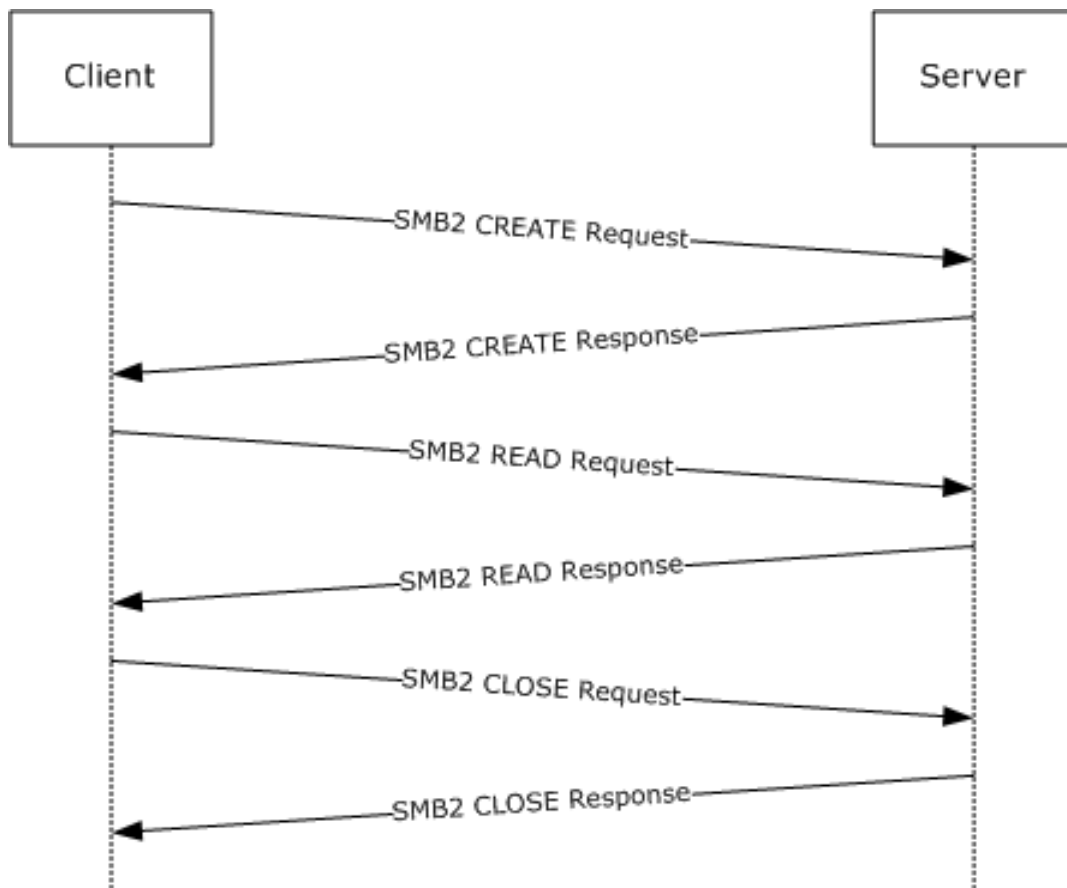 Client
Server
SMB2 CREATE Request
SMB2 CREATE Response
SMB2 READ Request
SMB2 READ Response
SMB2 CLOSE Request
SMB2 CLOSE Response